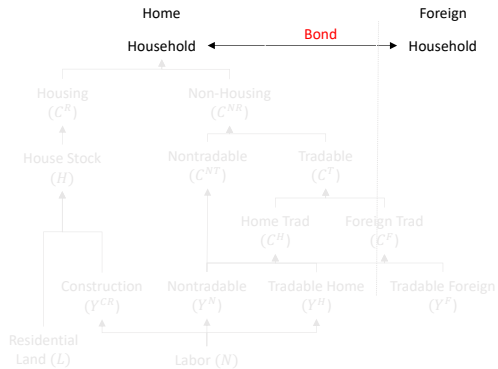 Home Foreign
Bond
Household Household
Housing Non-Housing
(C^R) (C^NR)
House Stock Nontradable Tradable
(H) (C^NT) (C^T)
Home Trad Foreign Trad
(C^H) (C^F)
Construction Nontradable Tradable Home Tradable Foreign
(Y^CR) (Y^N) (Y^H) (Y^F)
Residential
Land (L) Labor (N)